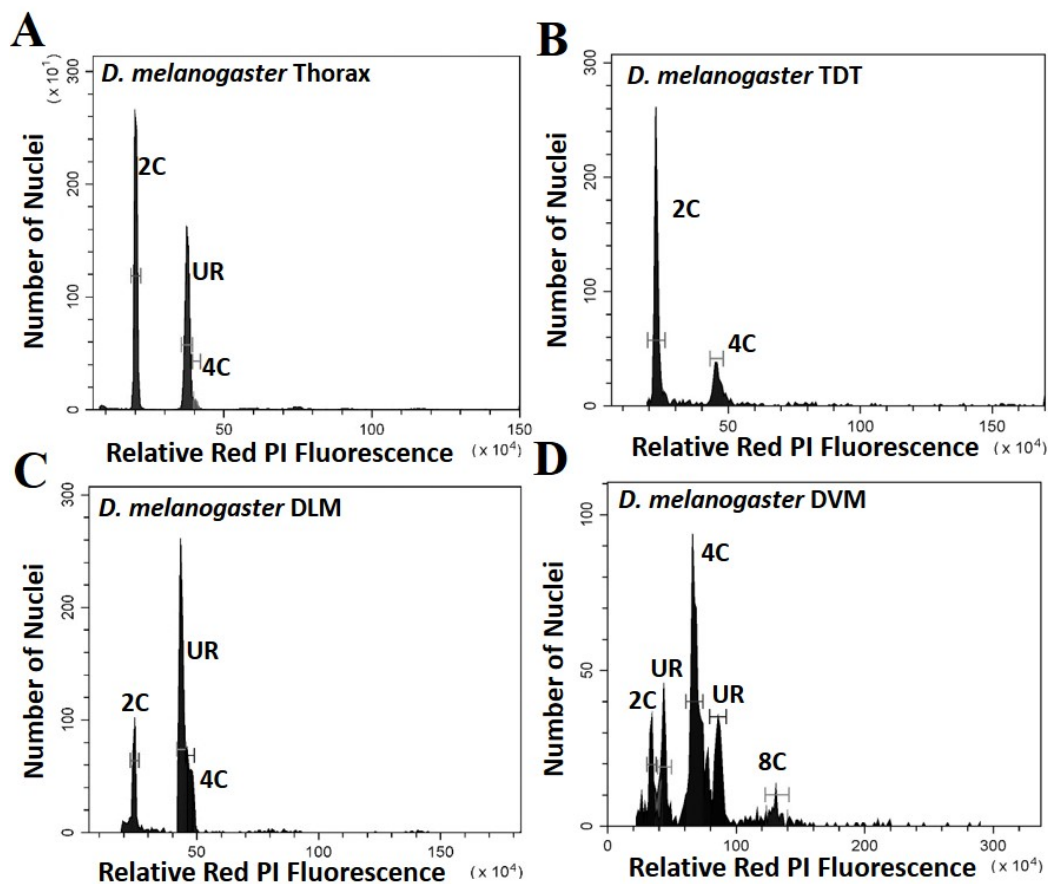 A
D. melanogaster Thorax
Number of Nuclei
(×10¹)
300
200
100
0
2C
UR
4C
50
100
150
Relative Red PI Fluorescence (×10⁴)
B
D. melanogaster TDT
Number of Nuclei
300
200
100
0
2C
4C
50
100
150
Relative Red PI Fluorescence (×10⁴)
C
D. melanogaster DLM
Number of Nuclei
300
200
100
0
2C
UR
4C
50
150
Relative Red PI Fluorescence (×10⁴)
D
D. melanogaster DVM
Number of Nuclei
100
50
0
2C
UR
4C
UR
8C
0
100
200
300
Relative Red PI Fluorescence (×10⁴)